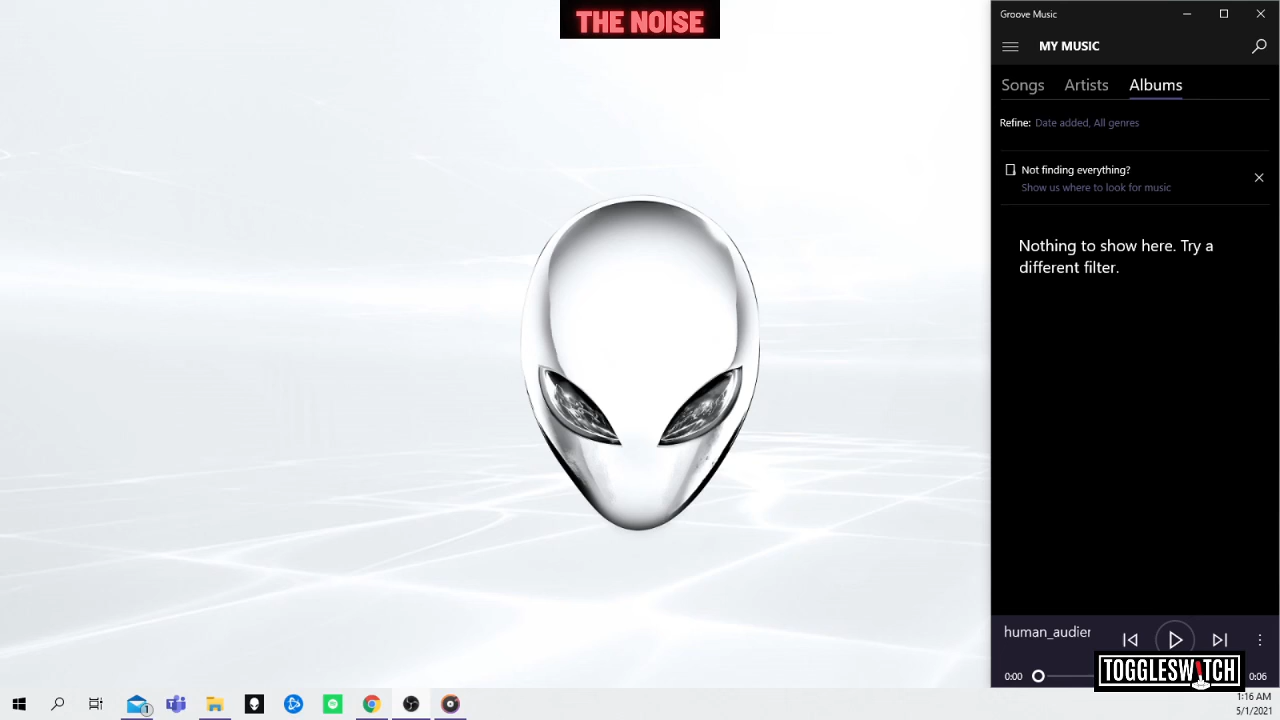 THE NOISE
Groove Music
MY MUSIC
Songs Artists Albums
Refine: Date added, All genres
Not finding everything?
Show us where to look for music
Nothing to show here. Try a
different filter.
human_audier
0:00
0:06
TOGGLESWITCH
1
1:16 AM
5/1/2021